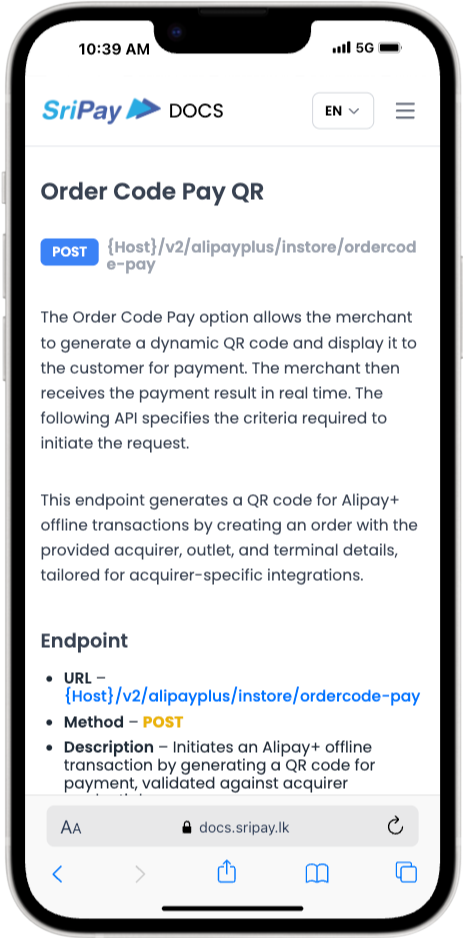 10:39 AM
5G
SriPay DOCS
EN
Order Code Pay QR
POST
{Host}/v2/alipayplus/instore/ordercod
e-pay
The Order Code Pay option allows the merchant
to generate a dynamic QR code and display it to
the customer for payment. The merchant then
receives the payment result in real time. The
following API specifies the criteria required to
initiate the request.
This endpoint generates a QR code for Alipay+
offline transactions by creating an order with the
provided acquirer, outlet, and terminal details,
tailored for acquirer-specific integrations.
Endpoint
• URL –
{Host}/v2/alipayplus/instore/ordercode-pay
• Method – POST
• Description – Initiates an Alipay+ offline
transaction by generating a QR code for
payment, validated against acquirer
AA
docs.sripay.lk